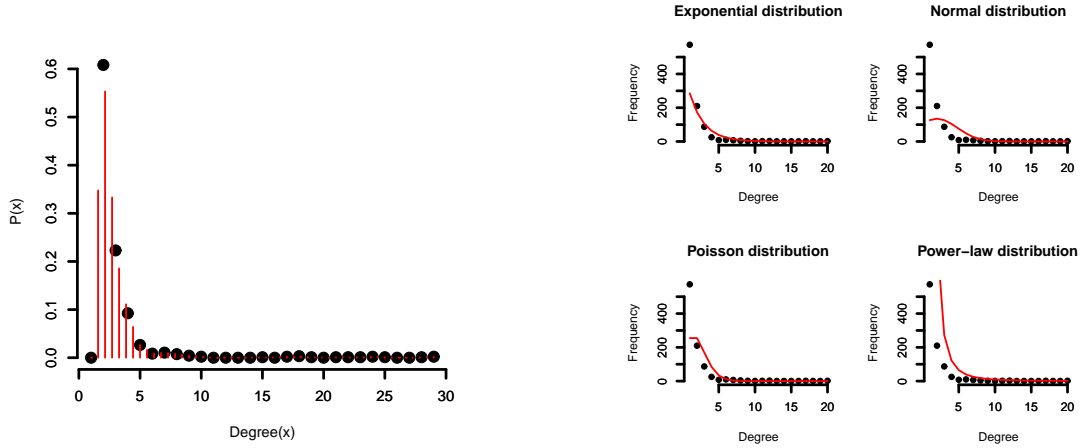 P(x)
0.0 0.1 0.2 0.3 0.4 0.5 0.6
0 5 10 15 20 25 30
Degree(x)
Exponential distribution
Frequency
0 200 400
5 10 15 20
Degree
Normal distribution
Frequency
0 200 400
5 10 15 20
Degree
Poisson distribution
Frequency
0 200 400
5 10 15 20
Degree
Power−law distribution
Frequency
0 200 400
5 10 15 20
Degree